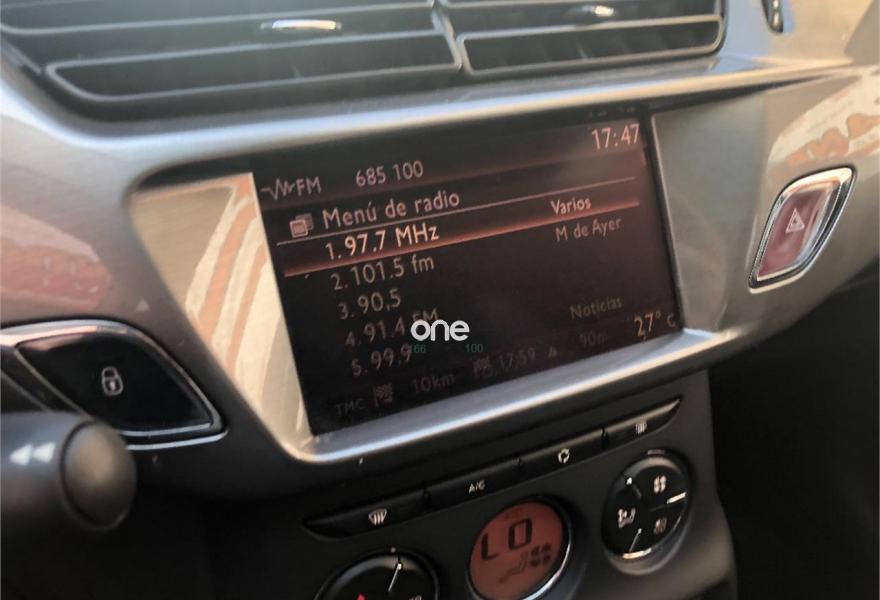 17:47
FM 685 100
Menú de radio
1.97.7 MHz Varios
2.101.5 fm M de Ayer
3.90,5
4.91.4 FM Noticias
5.99.9
TMC 10km 17:59 90m 27° C
one
100
A/C
LO